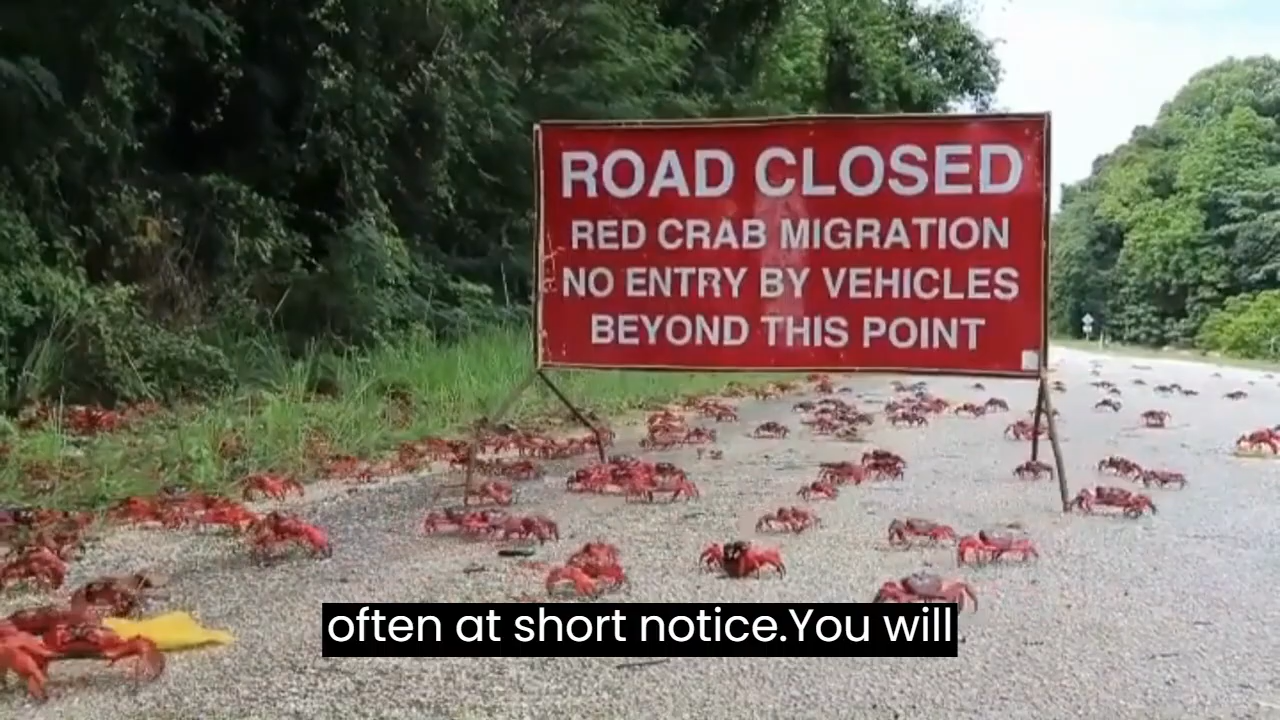 ROAD CLOSED
RED CRAB MIGRATION
NO ENTRY BY VEHICLES
BEYOND THIS POINT
often at short notice.You will